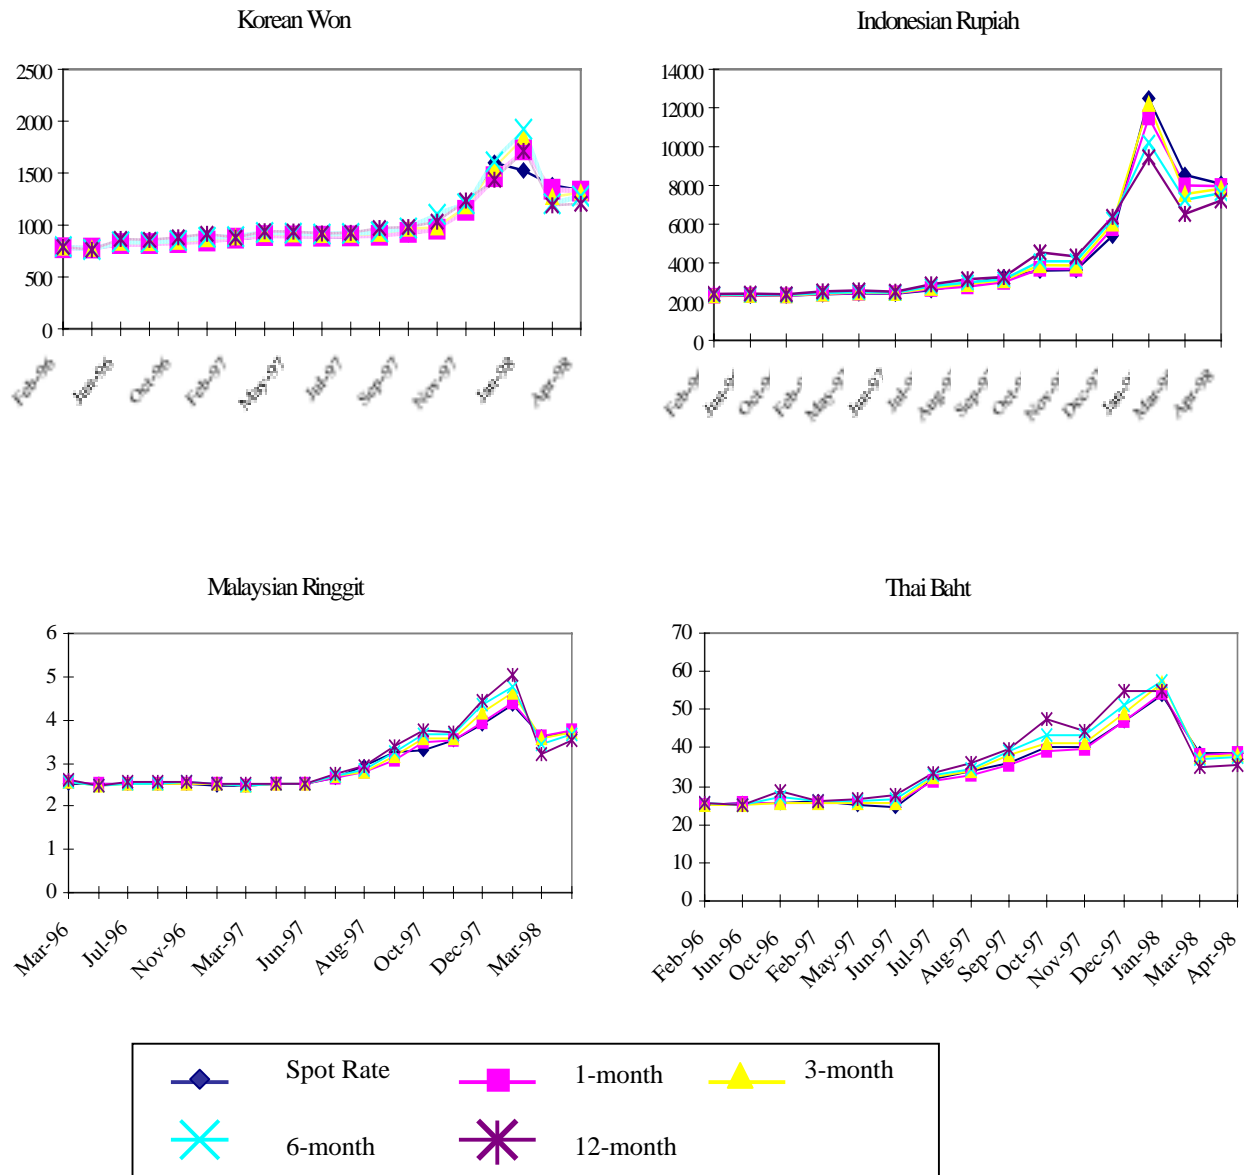 Korean Won
2500
2000
1500
1000
500
0
Feb-96
Jun-96
Oct-96
Feb-97
May-97
Jul-97
Sep-97
Nov-97
Jan-98
Apr-98
Indonesian Rupiah
14000
12000
10000
8000
6000
4000
2000
0
Apr-98
Malaysian Ringgit
6
5
4
3
2
1
0
Mar-96
Jul-96
Nov-96
Mar-97
Jun-97
Aug-97
Oct-97
Dec-97
Mar-98
Thai Baht
70
60
50
40
30
20
10
0
Feb-96
Jun-96
Oct-96
Feb-97
May-97
Jun-97
Jul-97
Aug-97
Sep-97
Oct-97
Nov-97
Dec-97
Jan-98
Mar-98
Apr-98
Spot Rate 1-month 3-month
6-month 12-month